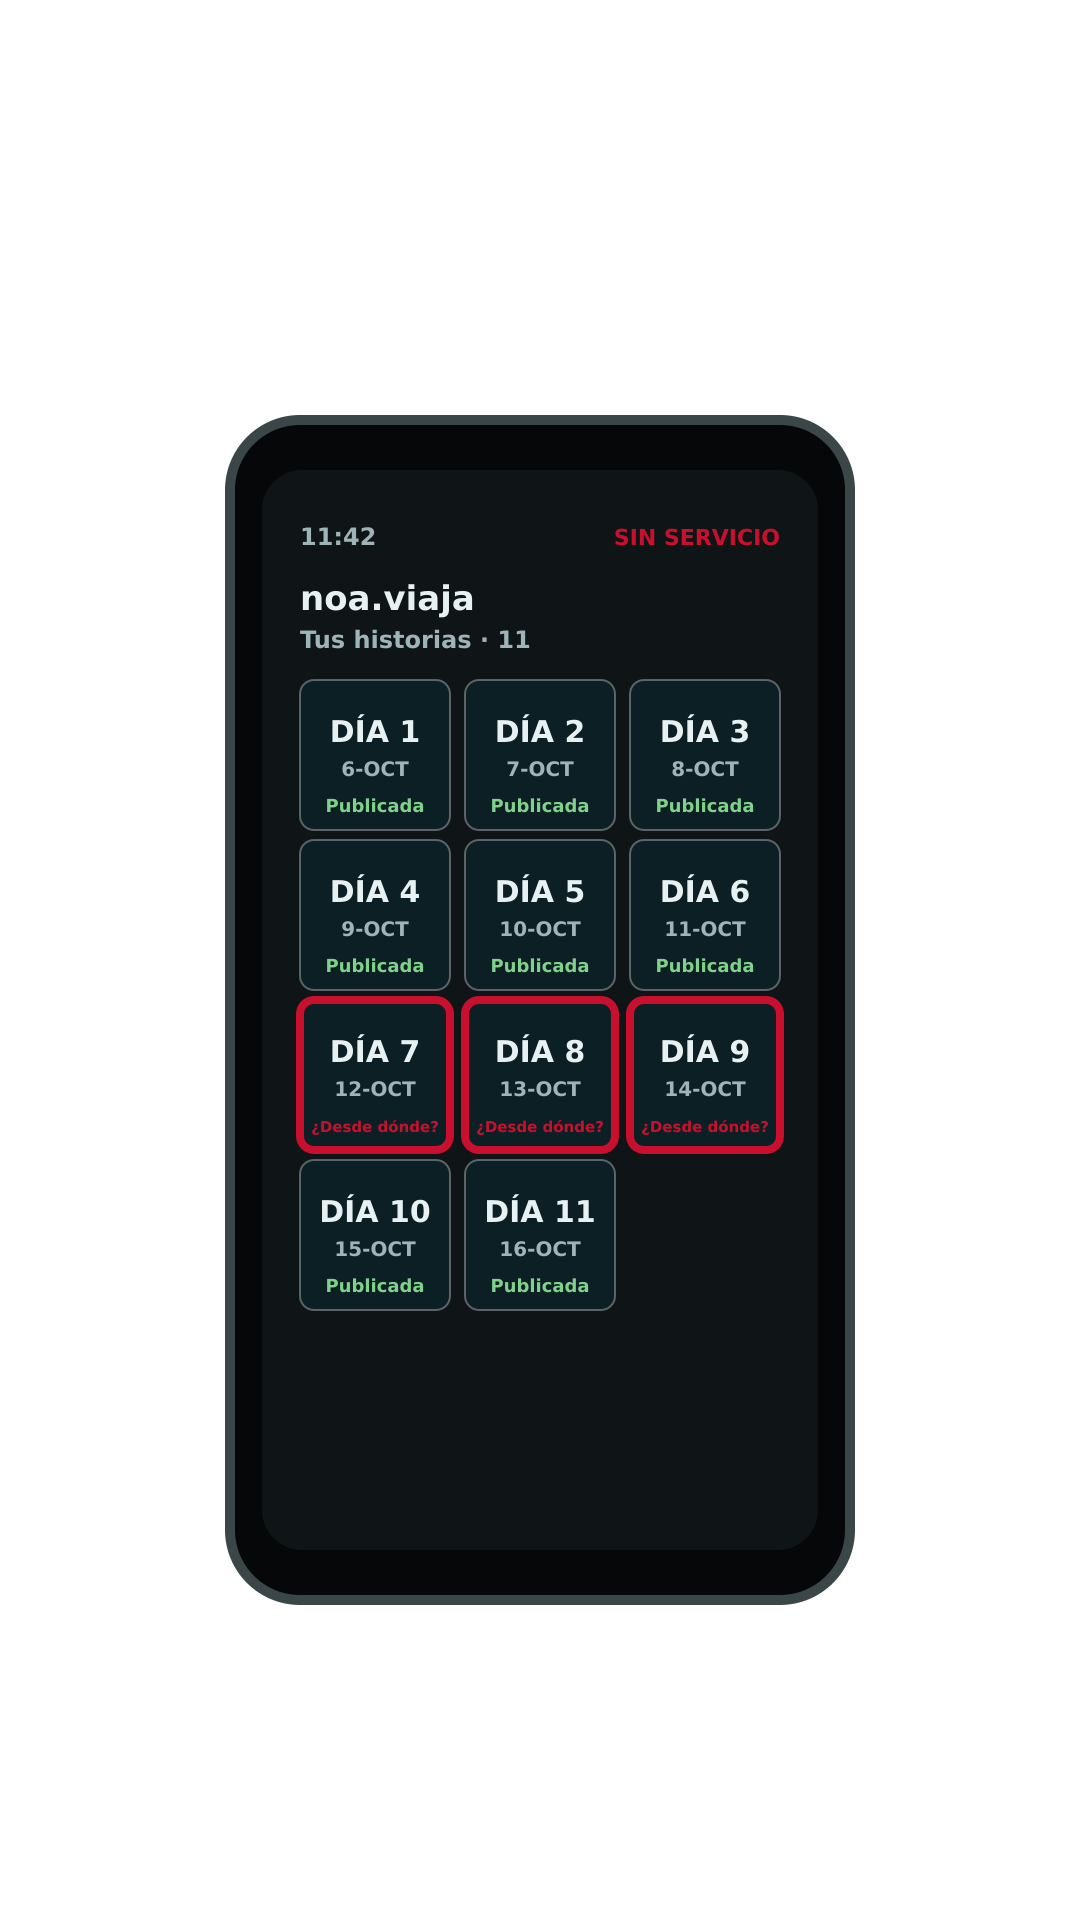 11:42 SIN SERVICIO
noa.viaja
Tus historias · 11
DÍA 1 DÍA 2 DÍA 3
6-OCT 7-OCT 8-OCT
Publicada Publicada Publicada
DÍA 4 DÍA 5 DÍA 6
9-OCT 10-OCT 11-OCT
Publicada Publicada Publicada
DÍA 7 DÍA 8 DÍA 9
12-OCT 13-OCT 14-OCT
¿Desde dónde? ¿Desde dónde? ¿Desde dónde?
DÍA 10 DÍA 11
15-OCT 16-OCT
Publicada Publicada